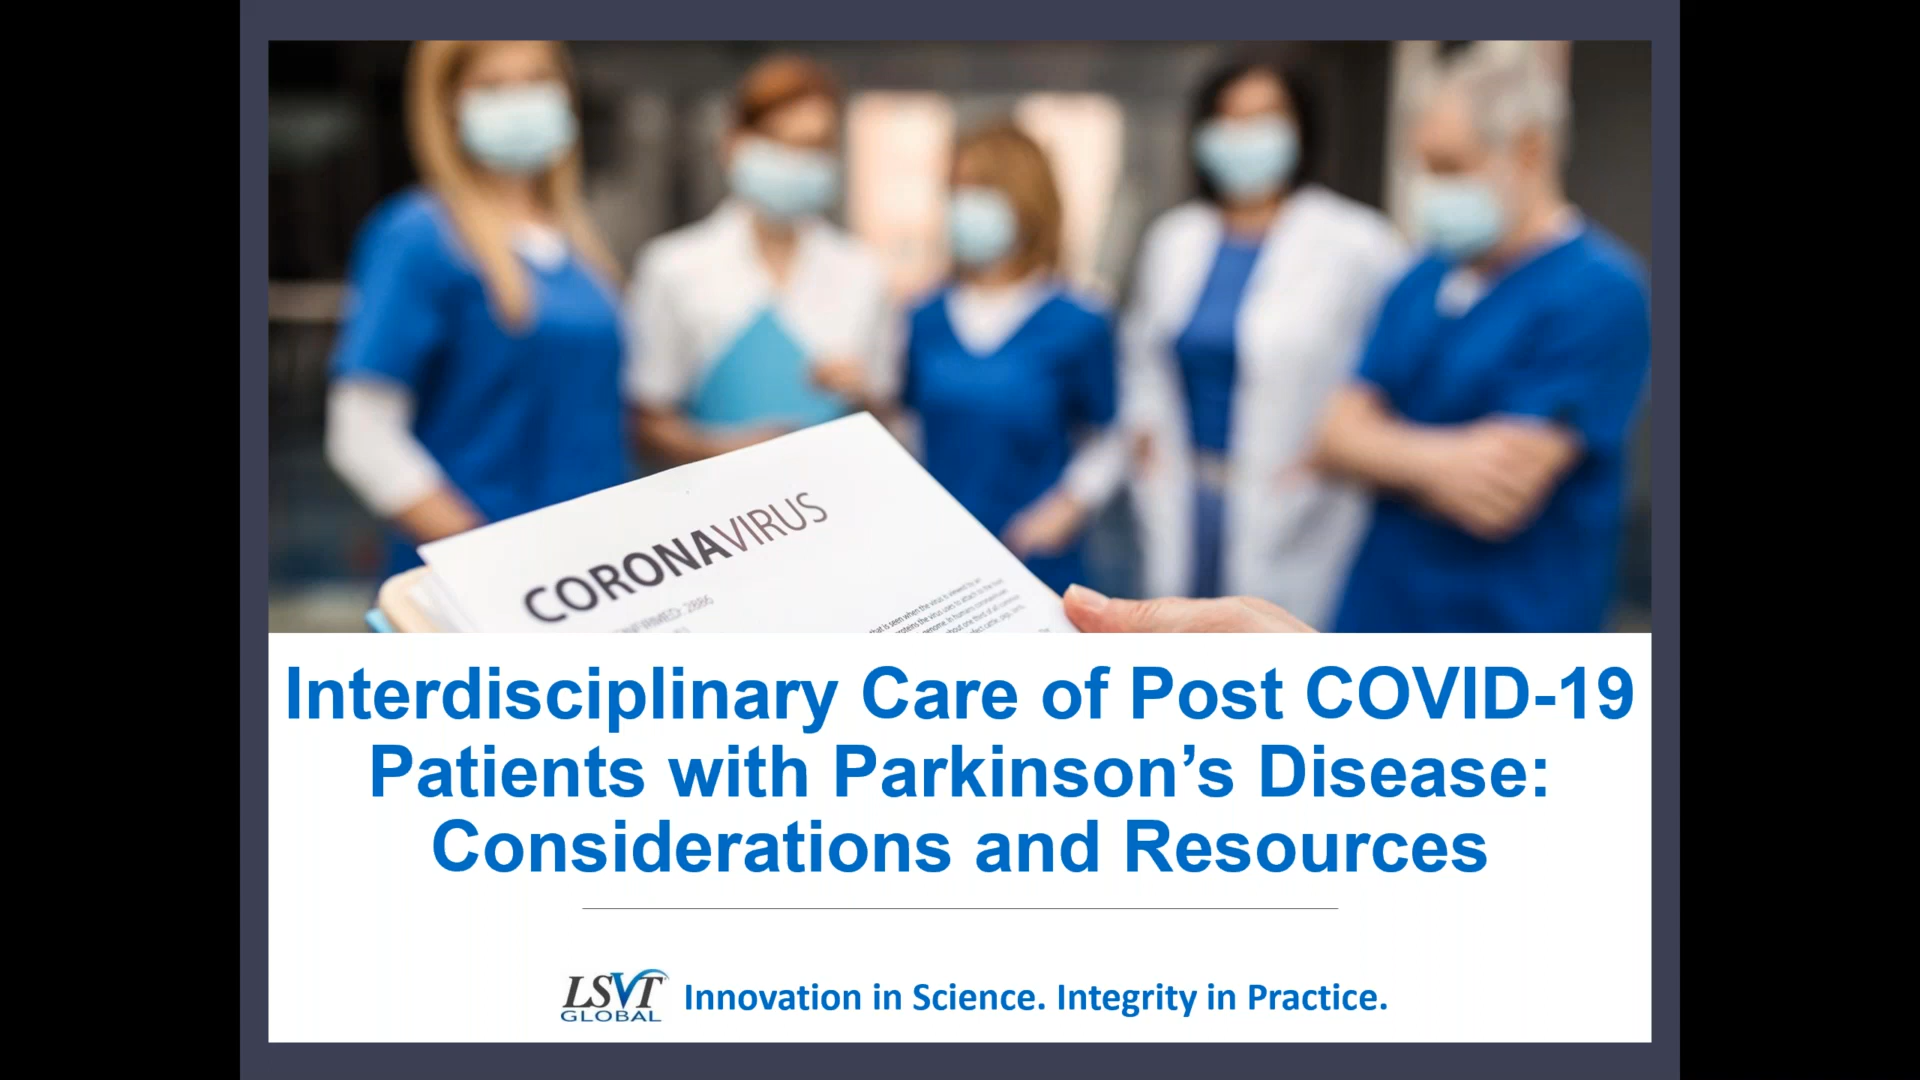 CORONAVIRUS
Interdisciplinary Care of Post COVID-19
Patients with Parkinson's Disease:
Considerations and Resources
LSVT
GLOBAL
Innovation in Science. Integrity in Practice.